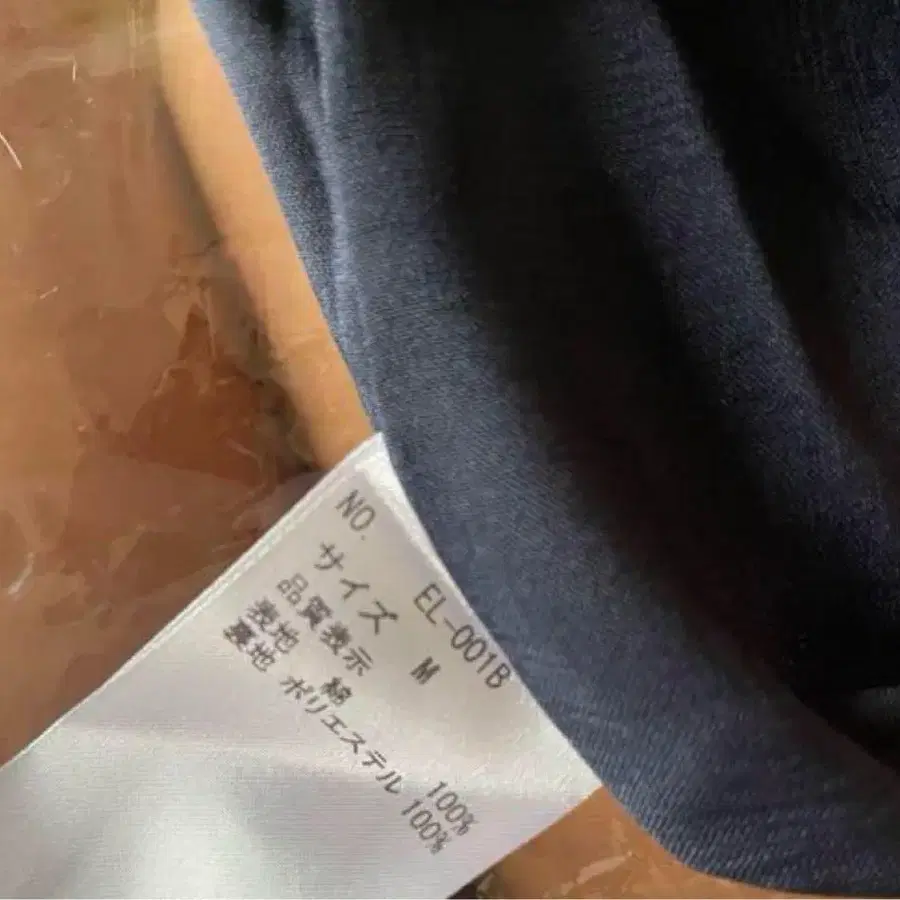 NO. EL-001B
サイズ M
品質表示
表地 綿 100%
裏地 ポリエステル 100%